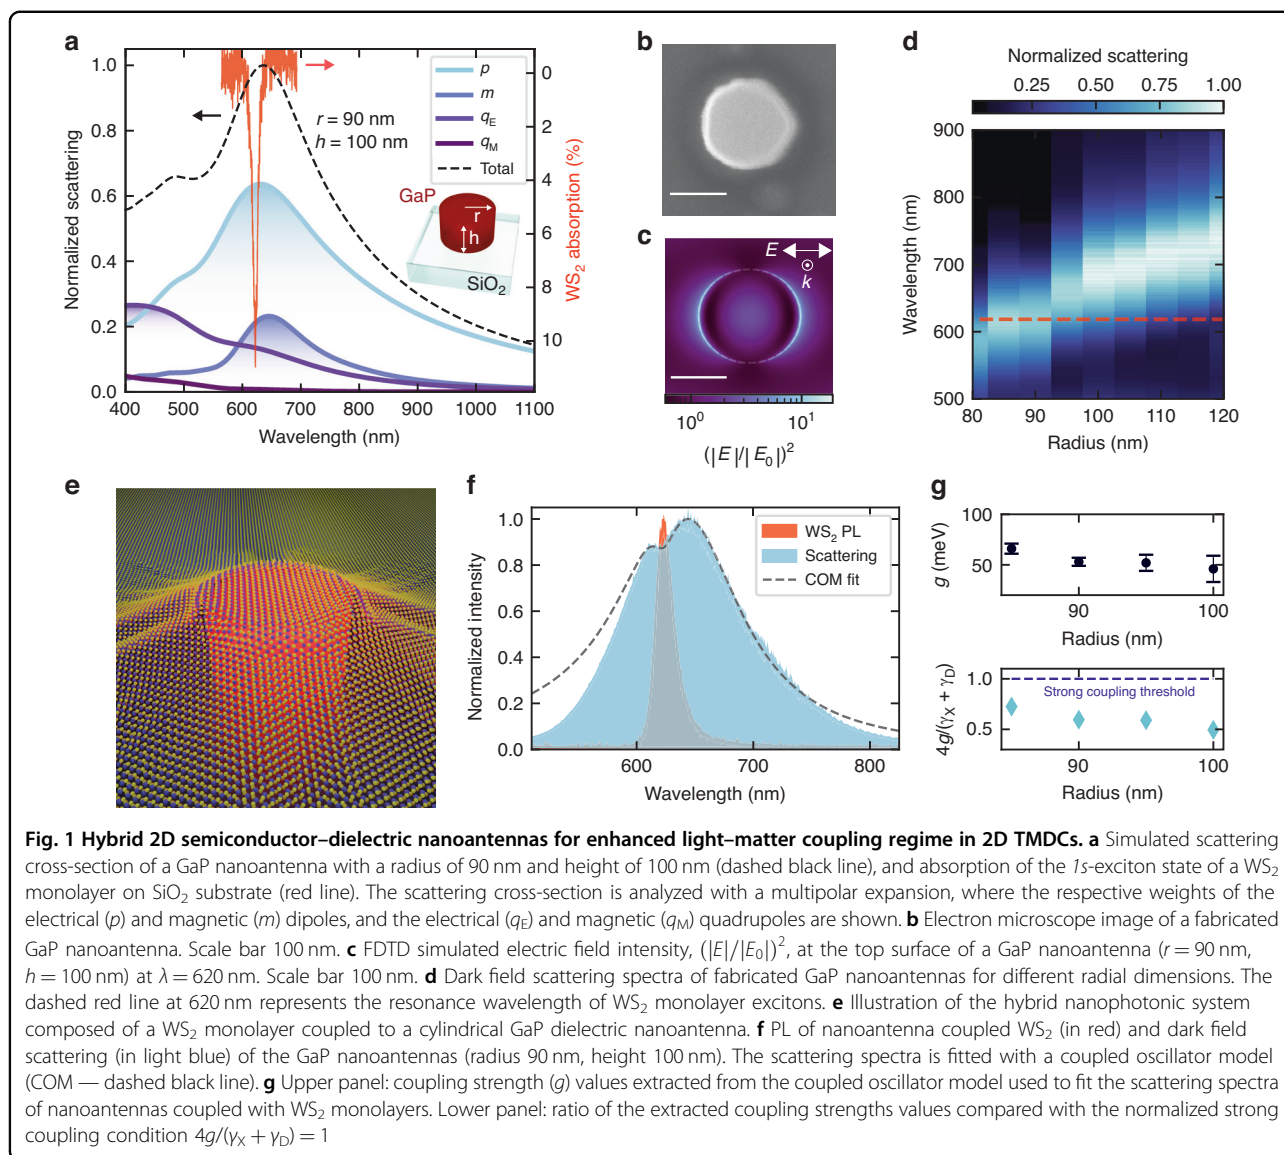 a
1.0
0.8
0.6
0.4
0.2
0.0
Normalized scattering
400 500 600 700 800 900 1000 1100
Wavelength (nm)
0
2
4
6
8
10
WS2 absorption (%)
r = 90 nm
h = 100 nm
p
m
qE
qM
Total
GaP
r
h
SiO2
b
c
E
k
10^0 10^1
(|E|/|E0|)^2
d
Normalized scattering
0.25 0.50 0.75 1.00
900
800
700
600
500
Wavelength (nm)
80 90 100 110 120
Radius (nm)
e
f
1.0
0.8
0.6
0.4
0.2
0.0
Normalized intensity
600 700 800
Wavelength (nm)
WS2 PL
Scattering
COM fit
g
100
50
g (meV)
90 100
Radius (nm)
1.0
0.5
4g/(γX + γD)
Strong coupling threshold
90 100
Radius (nm)
Fig. 1 Hybrid 2D semiconductor–dielectric nanoantennas for enhanced light–matter coupling regime in 2D TMDCs. a Simulated scattering
cross-section of a GaP nanoantenna with a radius of 90 nm and height of 100 nm (dashed black line), and absorption of the 1s-exciton state of a WS2
monolayer on SiO2 substrate (red line). The scattering cross-section is analyzed with a multipolar expansion, where the respective weights of the
electrical (p) and magnetic (m) dipoles, and the electrical (qE) and magnetic (qM) quadrupoles are shown. b Electron microscope image of a fabricated
GaP nanoantenna. Scale bar 100 nm. c FDTD simulated electric field intensity, (|E|/|E0|)^2, at the top surface of a GaP nanoantenna (r = 90 nm,
h = 100 nm) at λ = 620 nm. Scale bar 100 nm. d Dark field scattering spectra of fabricated GaP nanoantennas for different radial dimensions. The
dashed red line at 620 nm represents the resonance wavelength of WS2 monolayer excitons. e Illustration of the hybrid nanophotonic system
composed of a WS2 monolayer coupled to a cylindrical GaP dielectric nanoantenna. f PL of nanoantenna coupled WS2 (in red) and dark field
scattering (in light blue) of the GaP nanoantennas (radius 90 nm, height 100 nm). The scattering spectra is fitted with a coupled oscillator model
(COM — dashed black line). g Upper panel: coupling strength (g) values extracted from the coupled oscillator model used to fit the scattering spectra
of nanoantennas coupled with WS2 monolayers. Lower panel: ratio of the extracted coupling strengths values compared with the normalized strong
coupling condition 4g/(γX + γD) = 1